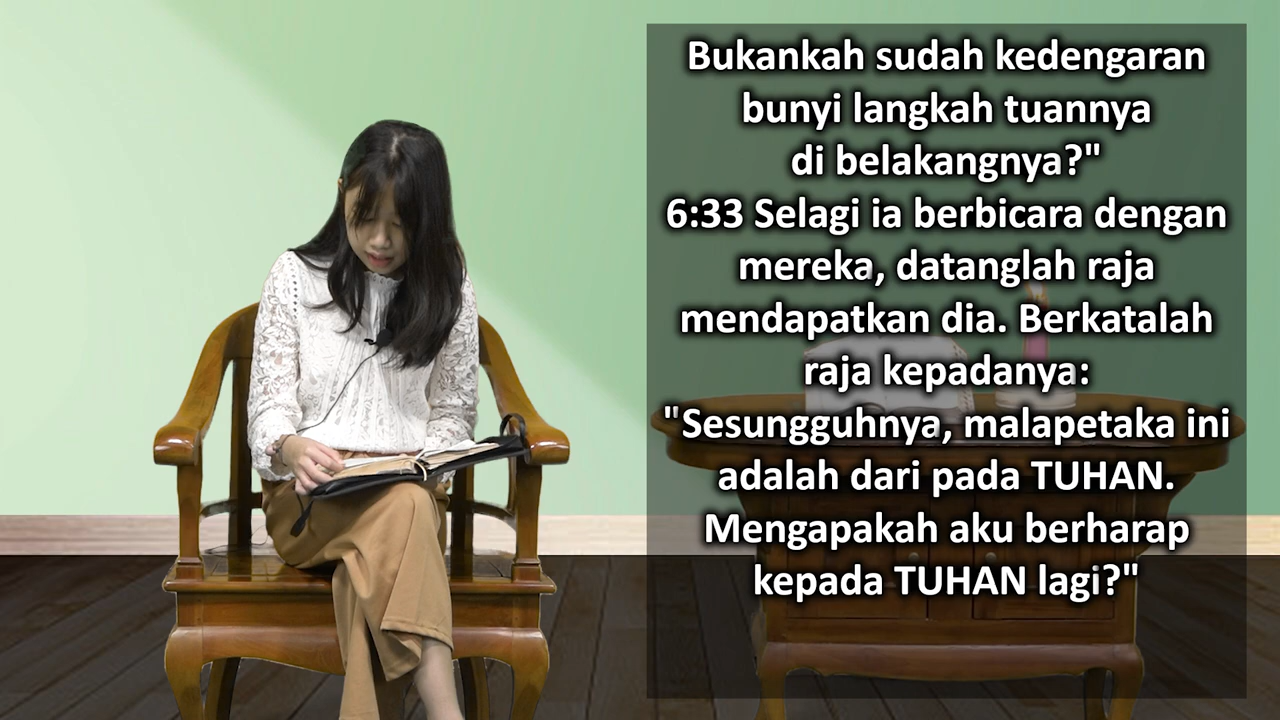 Bukankah sudah kedengaran
bunyi langkah tuannya
di belakangnya?"
6:33 Selagi ia berbicara dengan
mereka, datanglah raja
mendapatkan dia. Berkatalah
raja kepadanya:
"Sesungguhnya, malapetaka ini
adalah dari pada TUHAN.
Mengapakah aku berharap
kepada TUHAN lagi?"